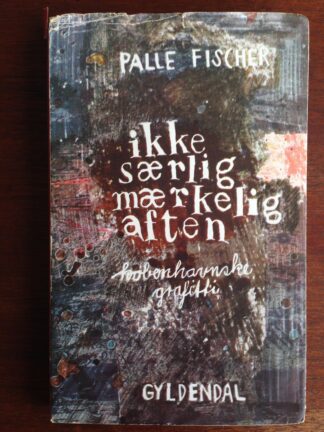 PALLE FISCHER
ikke
særlig
mærkelig
aften
københavnske
grafitti
GYLDENDAL